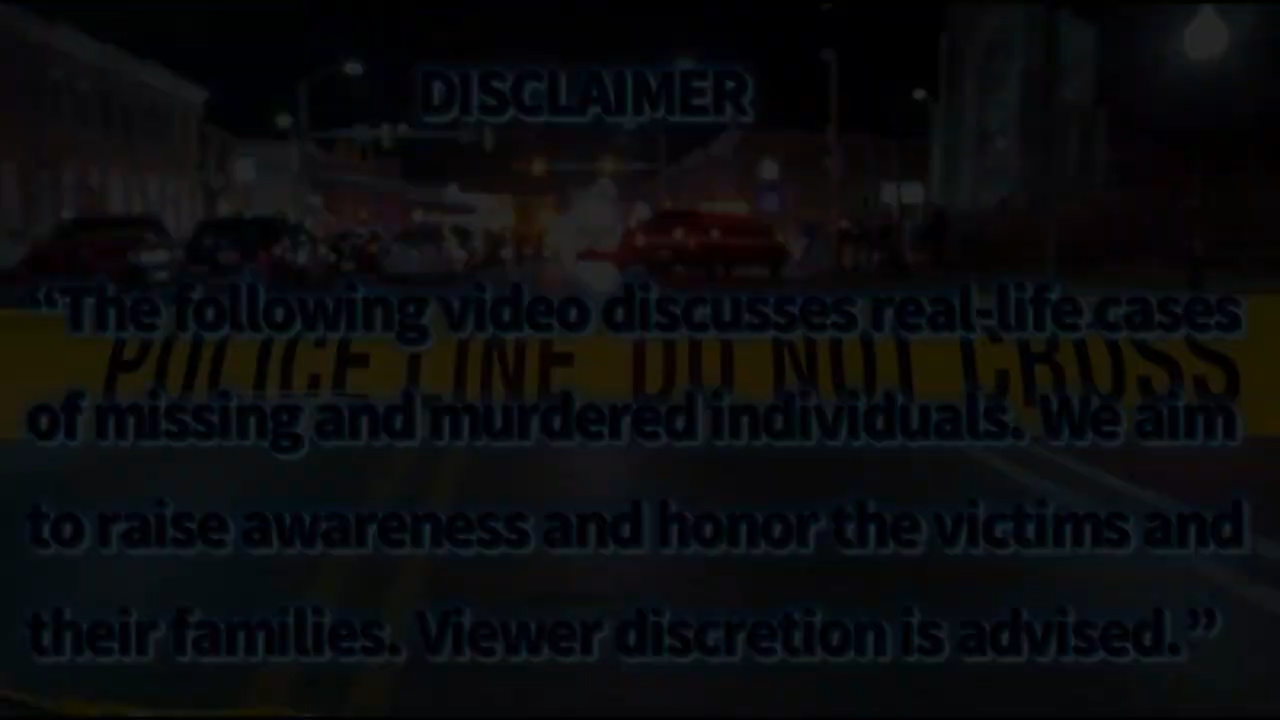 DISCLAIMER
“The following video discusses real-life cases
POLICE LINE DO NOT CROSS
of missing and murdered individuals. We aim
to raise awareness and honor the victims and
their families. Viewer discretion is advised.”